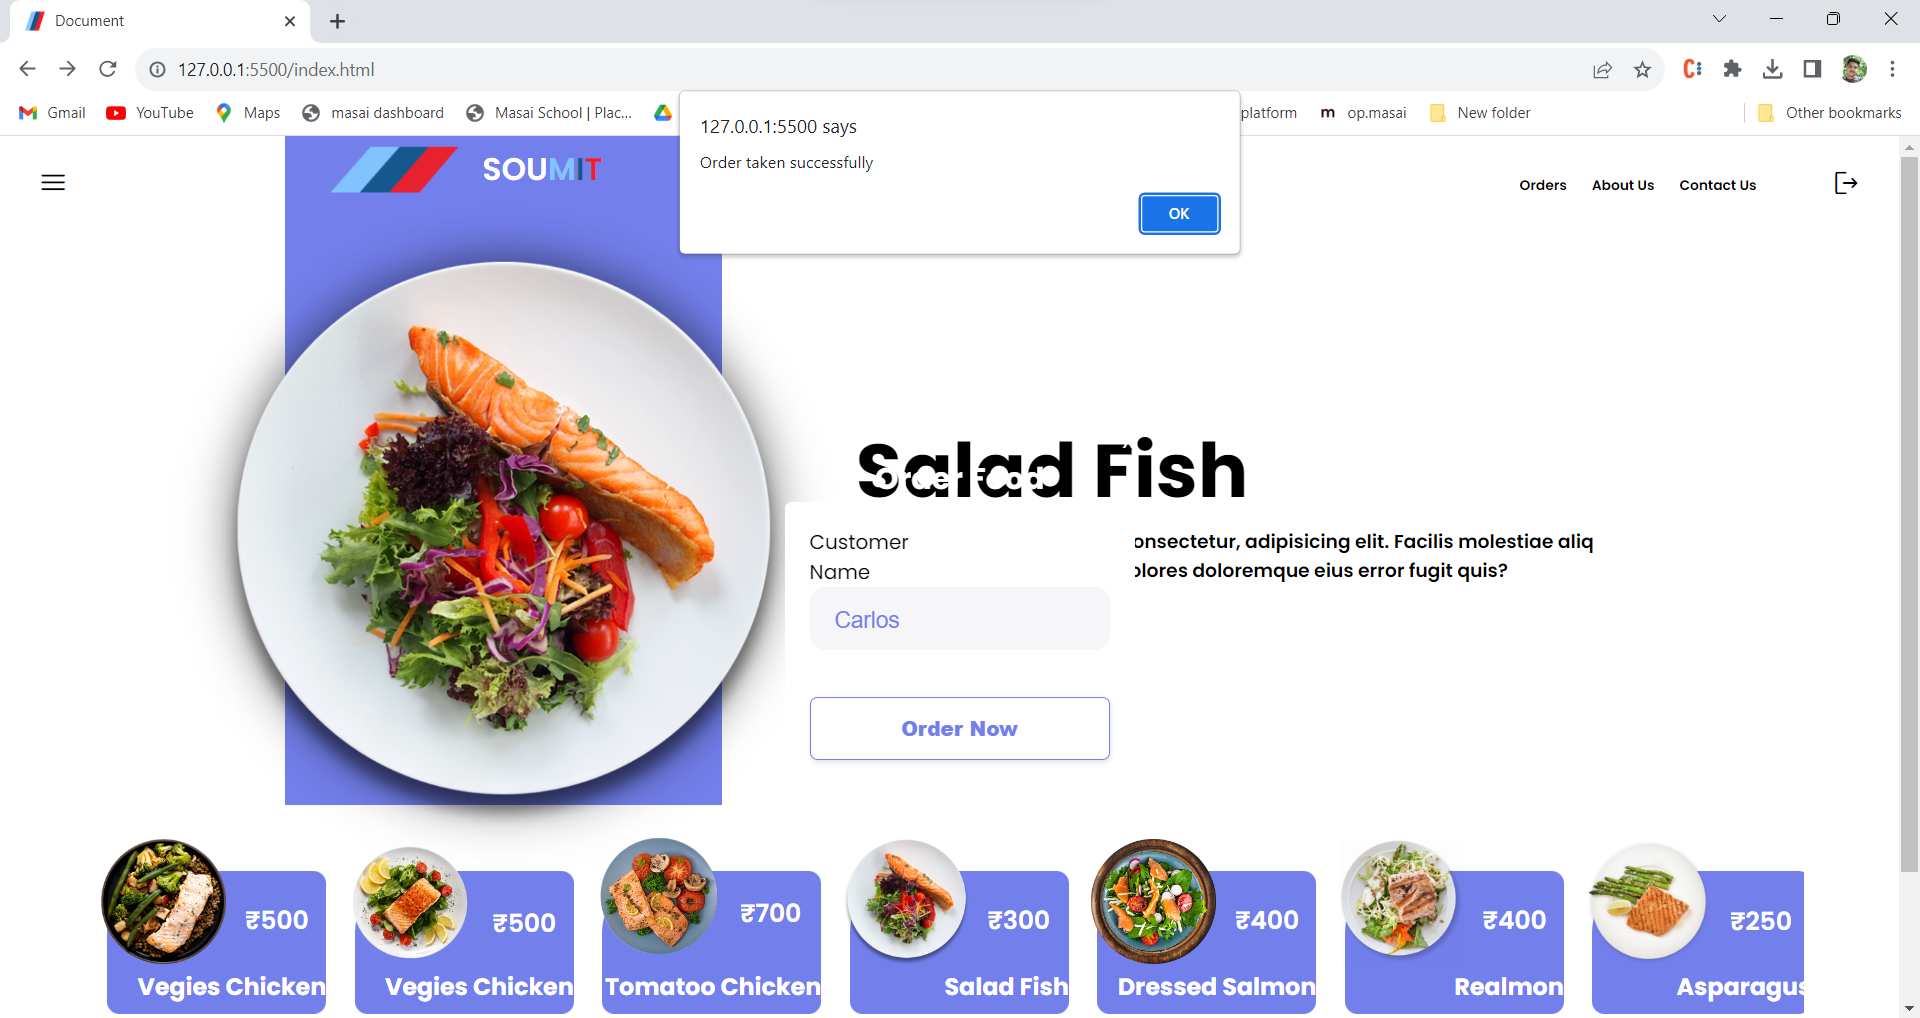 Document
127.0.0.1:5500/index.html
Gmail YouTube Maps masai dashboard Masai School | Plac... platform op.masai New folder Other bookmarks
127.0.0.1:5500 says
Order taken successfully
OK
SOUMIT
Orders About Us Contact Us
Salad Fish
Order Food
Customer
Name
onsectetur, adipisicing elit. Facilis molestiae aliq
olores doloremque eius error fugit quis?
Carlos
Order Now
₹500 ₹500 ₹700 ₹300 ₹400 ₹400 ₹250
Vegies Chicken Vegies Chicken Tomatoo Chicken Salad Fish Dressed Salmon Realmon Asparagus